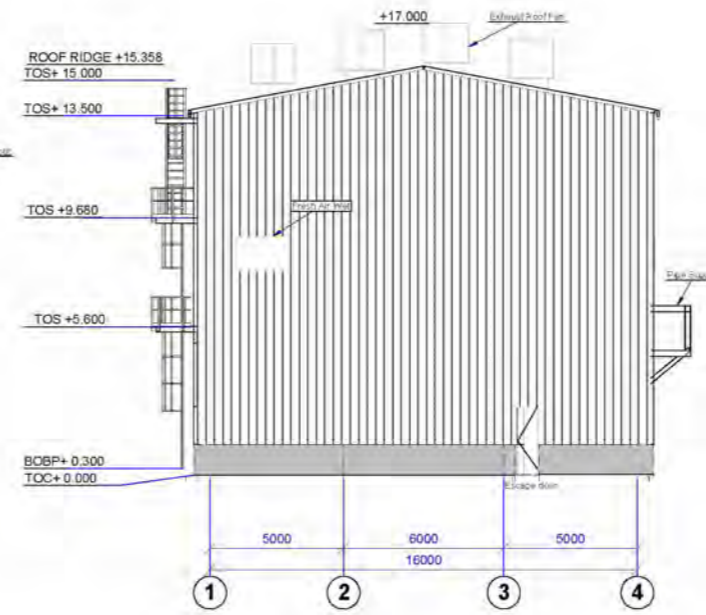 +17.000
Exhaust Roof Fan
ROOF RIDGE +15.358
TOS+ 15.000
TOS+ 13.500
TOS +9.680
Fresh Air
TOS +5.600
BOBP+ 0.300
TOC+ 0.000
Escape door
5000 6000 5000
16000
1 2 3 4